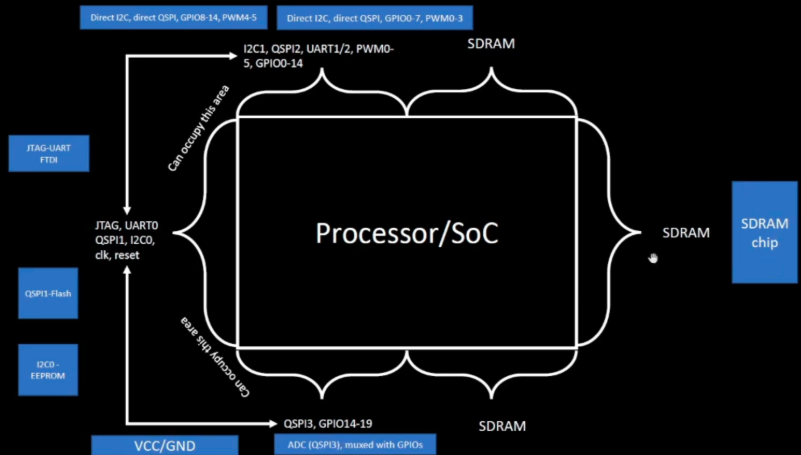 Direct I2C, direct QSPI, GPIO8-14, PWM4-5
Direct I2C, direct QSPI, GPIO0-7, PWM0-3
I2C1, QSPI2, UART1/2, PWM0-
5, GPIO0-14
SDRAM
Can occupy this area
JTAG-UART
FTDI
JTAG, UART0
QSPI1, I2C0,
clk, reset
Processor/SoC
SDRAM
SDRAM
chip
QSPI1-Flash
Can occupy this area
I2C0 -
EEPROM
QSPI3, GPIO14-19
SDRAM
VCC/GND
ADC (QSPI3), muxed with GPIOs